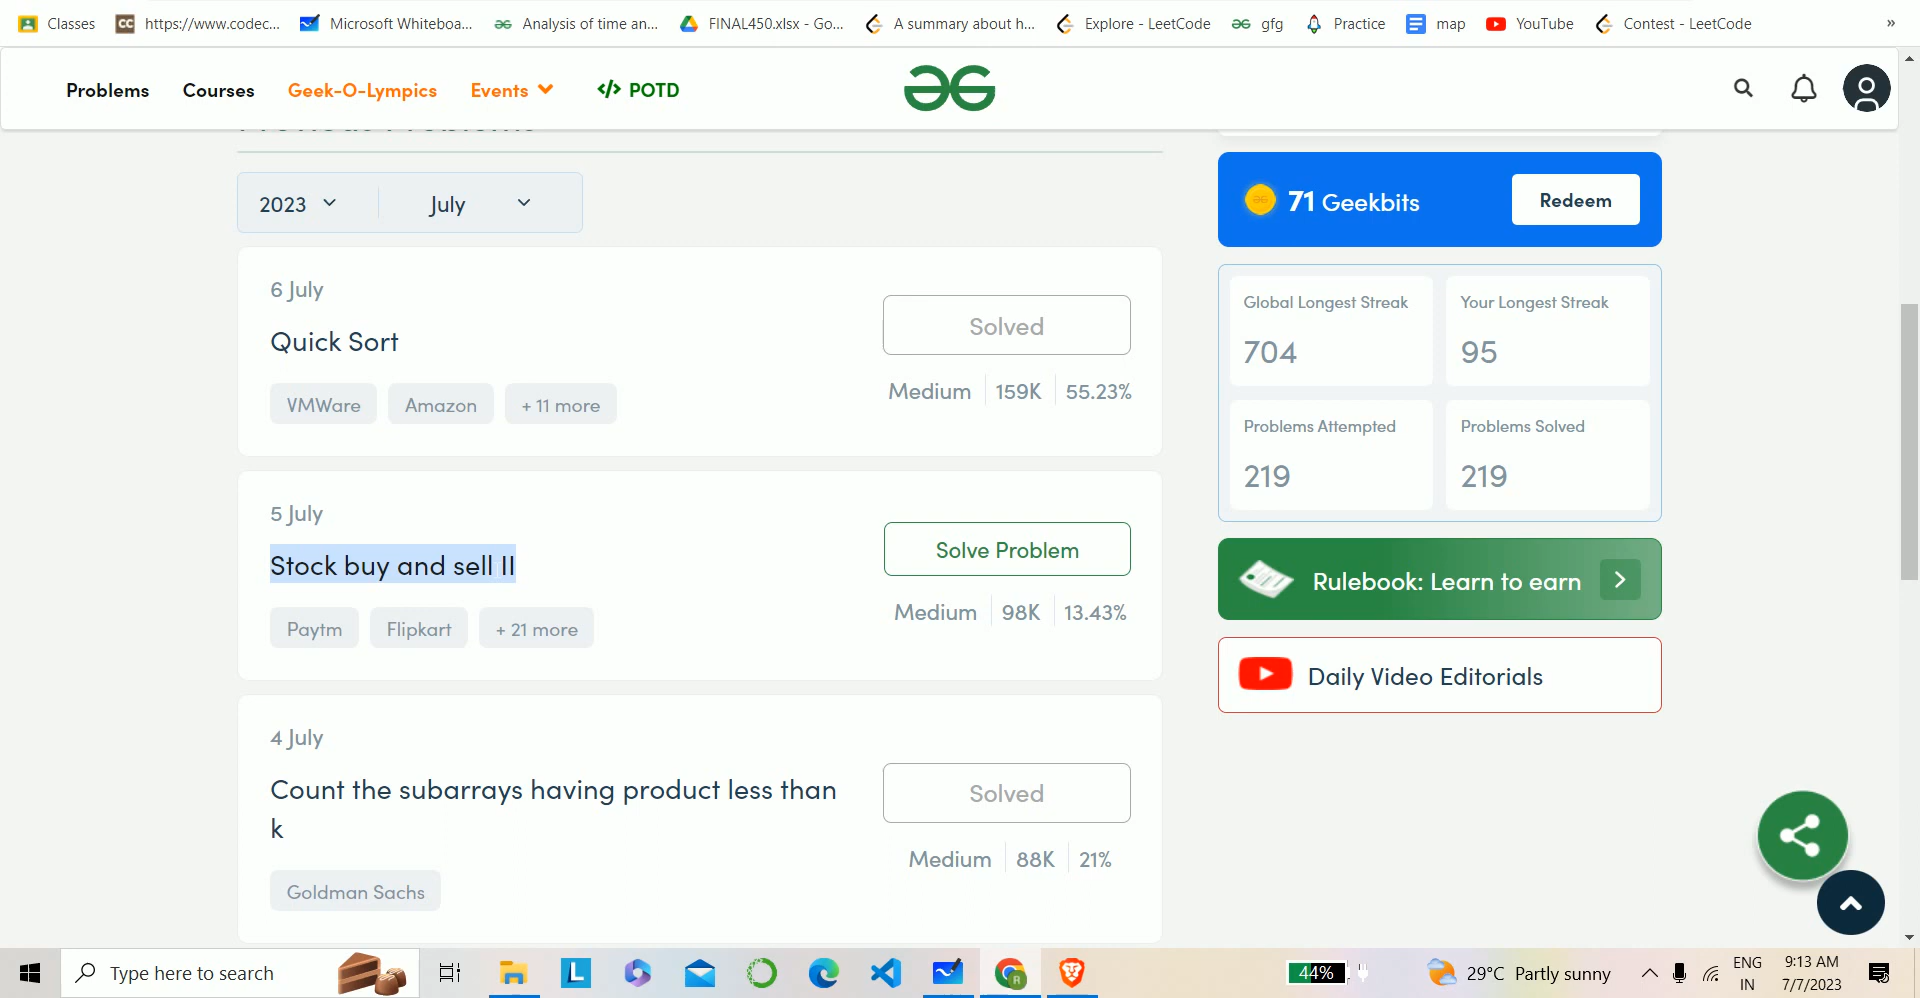 Classes https://www.codec... Microsoft Whiteboa... Analysis of time an... FINAL450.xlsx - Go... A summary about h... Explore - LeetCode gfg Practice map YouTube Contest - LeetCode »
Problems Courses Geek-O-Lympics Events POTD
Previous Problems
2023 July
71 Geekbits Redeem
6 July
Quick Sort
Solved
VMWare Amazon + 11 more
Medium 159K 55.23%
Global Longest Streak Your Longest Streak
704 95
Problems Attempted Problems Solved
219 219
5 July
Stock buy and sell II
Solve Problem
Paytm Flipkart + 21 more
Medium 98K 13.43%
Rulebook: Learn to earn
Daily Video Editorials
4 July
Count the subarrays having product less than
k
Solved
Medium 88K 21%
Goldman Sachs
Type here to search
L
R
44%
29°C Partly sunny
ENG
IN
9:13 AM
7/7/2023